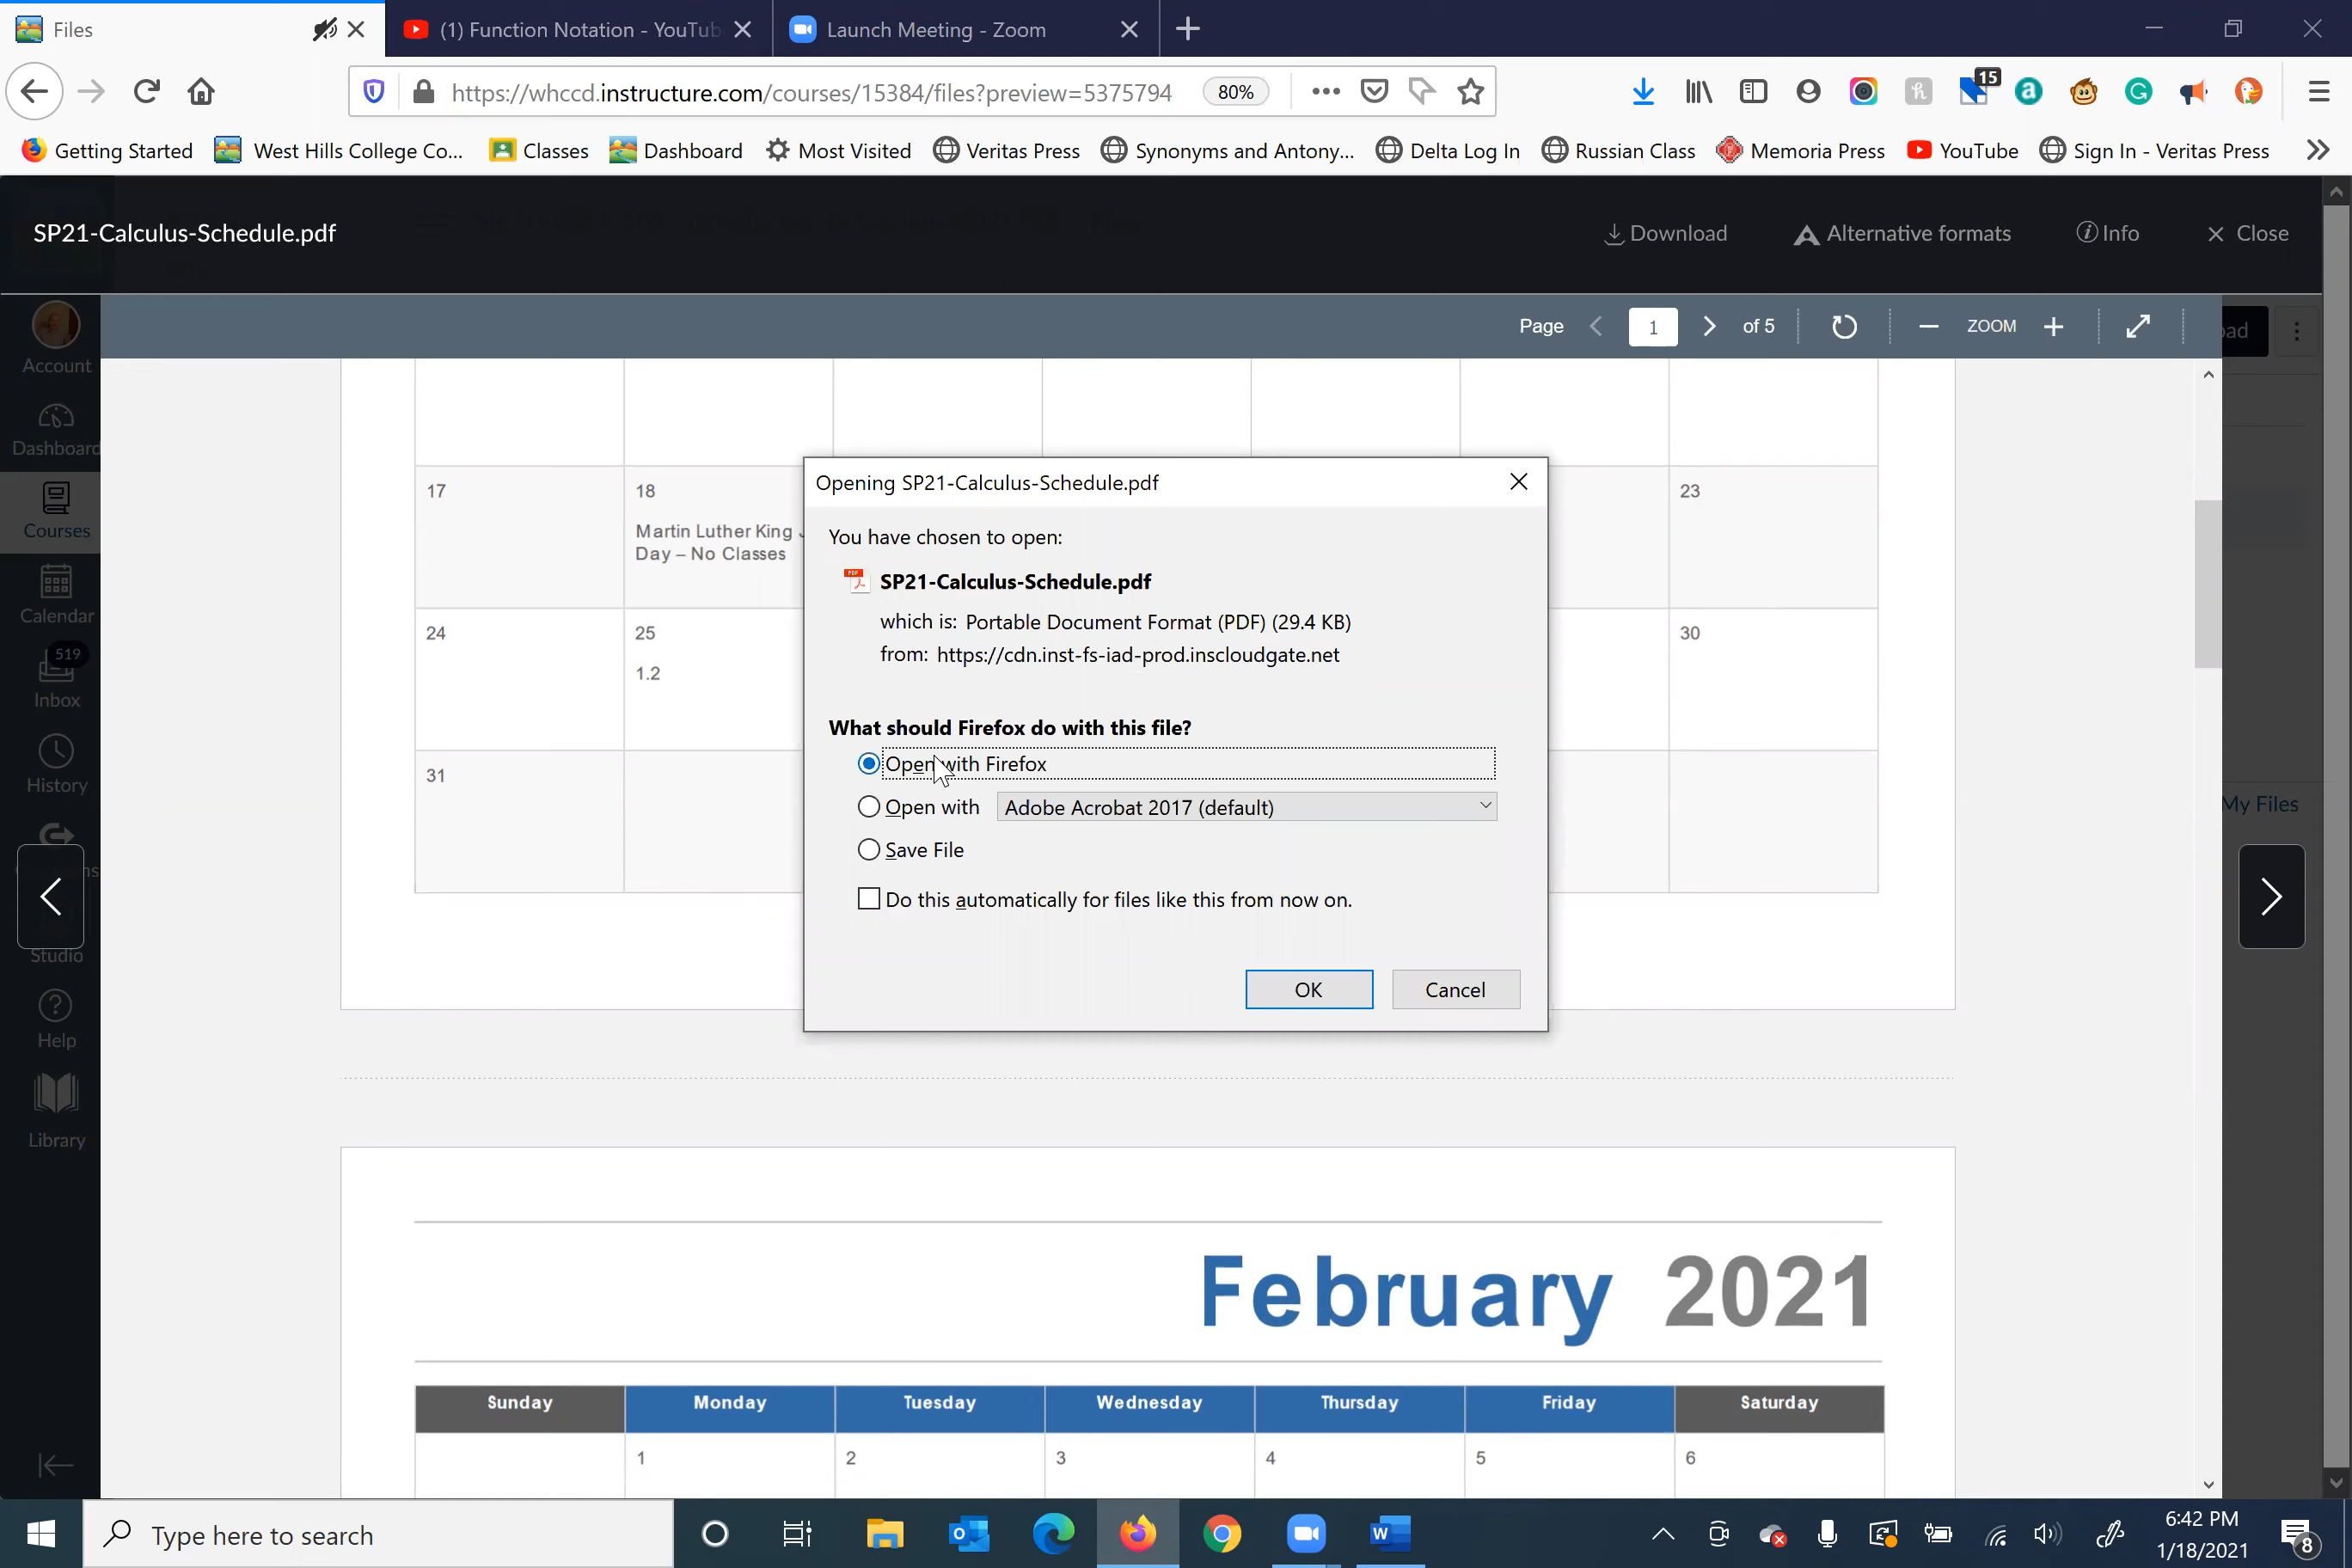 Files
(1) Function Notation - YouTub
Launch Meeting - Zoom
https://whccd.instructure.com/courses/15384/files?preview=5375794
80%
15
Getting Started
West Hills College Co...
Classes
Dashboard
Most Visited
Veritas Press
Synonyms and Antony...
Delta Log In
Russian Class
Memoria Press
YouTube
Sign In - Veritas Press
SP21-Calculus-Schedule.pdf
Download
Alternative formats
Info
Close
Page
1
of 5
ZOOM
Account
Dashboard
Courses
Calendar
519
Inbox
History
Studio
Help
Library
My Files
17
18
23
Martin Luther King
Day – No Classes
24
25
30
1.2
31
Opening SP21-Calculus-Schedule.pdf
You have chosen to open:
SP21-Calculus-Schedule.pdf
which is: Portable Document Format (PDF) (29.4 KB)
from: https://cdn.inst-fs-iad-prod.inscloudgate.net
What should Firefox do with this file?
Open with Firefox
Open with
Adobe Acrobat 2017 (default)
Save File
Do this automatically for files like this from now on.
OK
Cancel
February 2021
Sunday Monday Tuesday Wednesday Thursday Friday Saturday
1 2 3 4 5 6
Type here to search
6:42 PM
1/18/2021
8